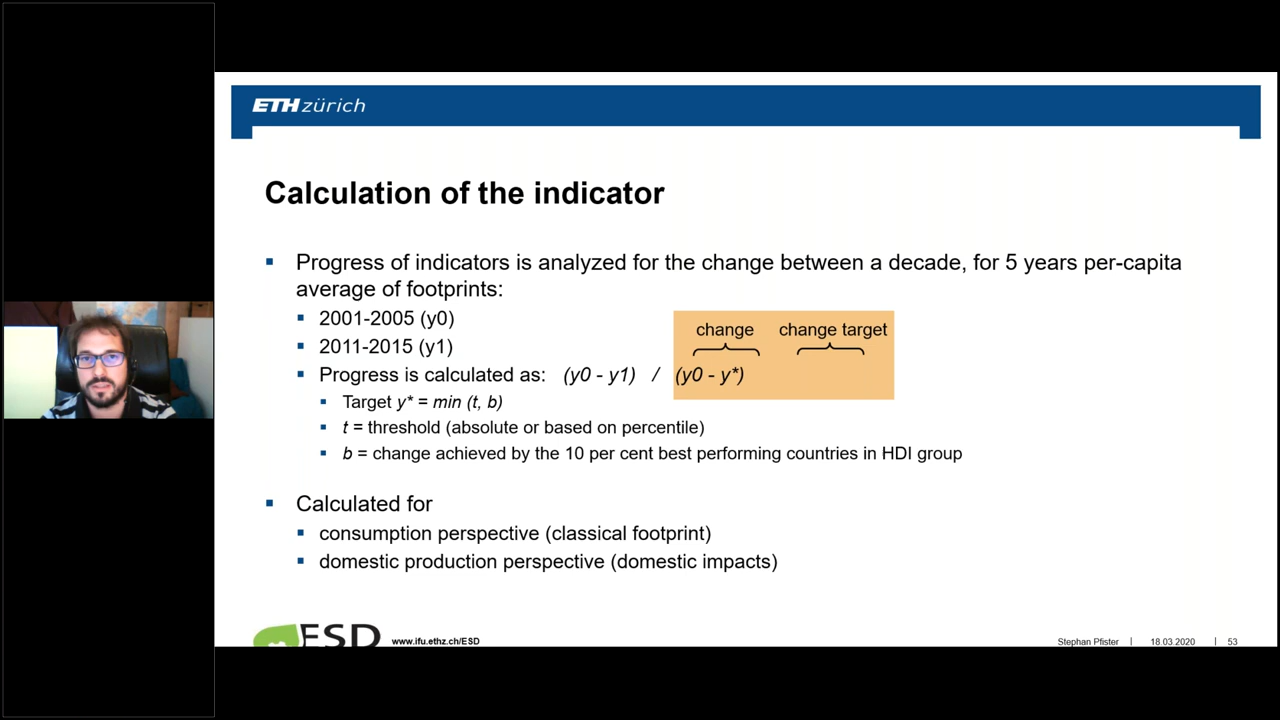 ETH zürich
Calculation of the indicator
Progress of indicators is analyzed for the change between a decade, for 5 years per-capita
average of footprints:
2001-2005 (y0)
2011-2015 (y1)
change change target
Progress is calculated as: (y0 - y1) / (y0 - y*)
Target y* = min (t, b)
t = threshold (absolute or based on percentile)
b = change achieved by the 10 per cent best performing countries in HDI group
Calculated for
consumption perspective (classical footprint)
domestic production perspective (domestic impacts)
ESD www.ifu.ethz.ch/ESD Stephan Pfister | 18.03.2020 | 53